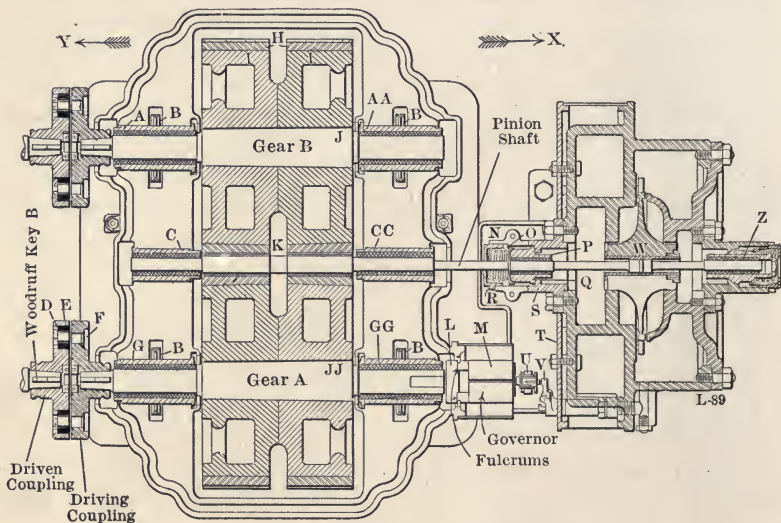 Y
H
X
A
B
AA
B
J
Gear B
Pinion
Shaft
Z
C
K
CC
N
O
P
W
Q
R
S
Woodruff Key B
D
E
F
G
B
GG
B
L
M
T
JJ
U
V
Gear A
L-89
Governor
Fulcrums
Driven
Coupling
Driving
Coupling